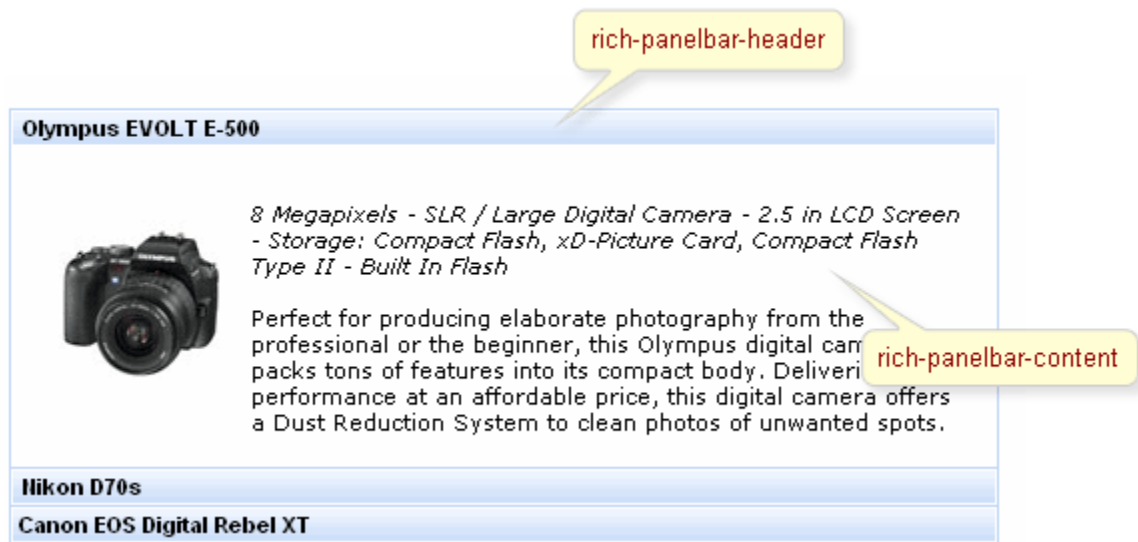 rich-panelbar-header
Olympus EVOLT E-500
8 Megapixels - SLR / Large Digital Camera - 2.5 in LCD Screen
- Storage: Compact Flash, xD-Picture Card, Compact Flash
Type II - Built In Flash
Perfect for producing elaborate photography from the
professional or the beginner, this Olympus digital
rich-panelbar-content
packs tons of features into its compact body.
performance at an affordable price, this digital camera offers
a Dust Reduction System to clean photos of unwanted spots.
Nikon D70s
Canon EOS Digital Rebel XT